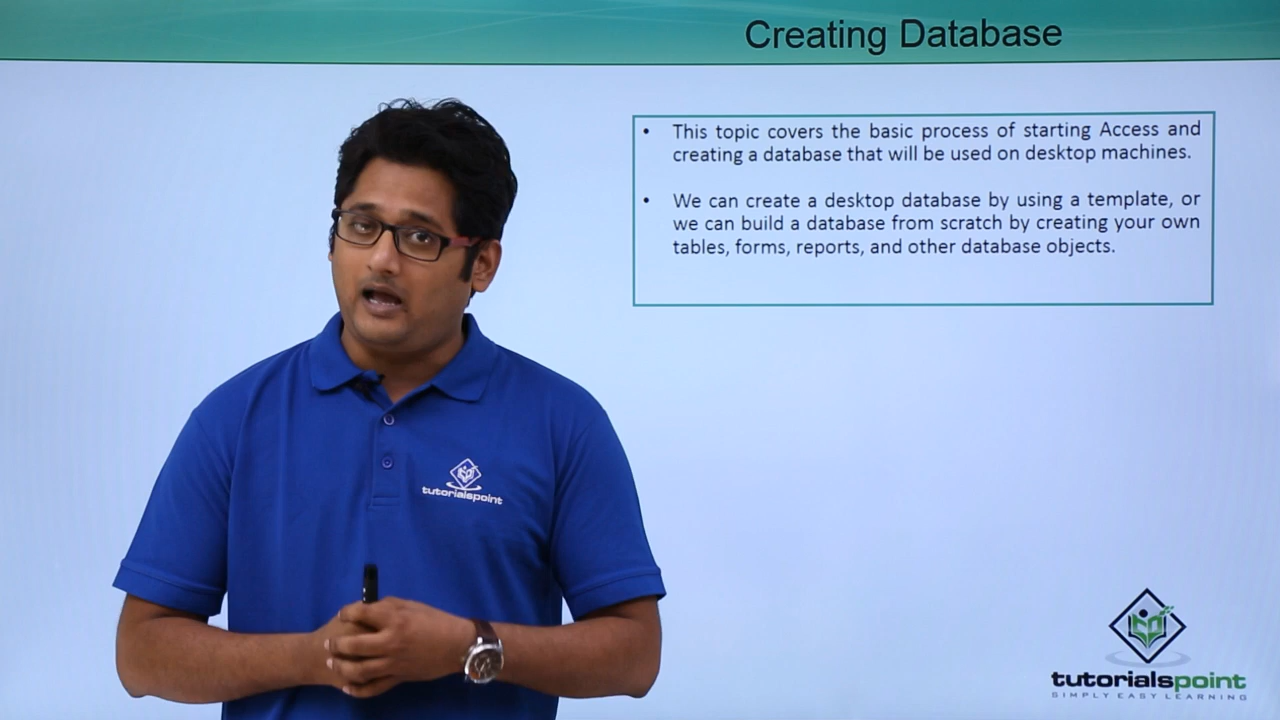 Creating Database
• This topic covers the basic process of starting Access and
creating a database that will be used on desktop machines.
• We can create a desktop database by using a template, or
we can build a database from scratch by creating your own
tables, forms, reports, and other database objects.
tutorialspoint
tutorialspoint
SIMPLY EASY LEARNING